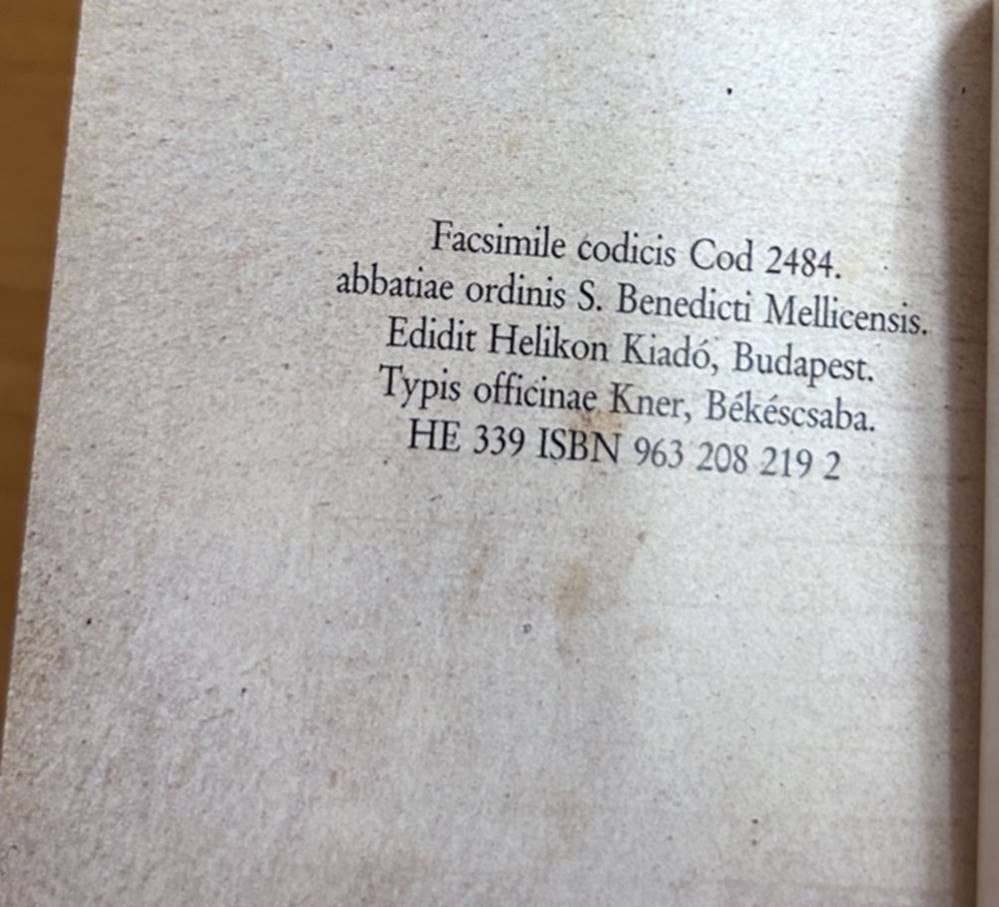 Facsimile codicis Cod 2484.
abbatiae ordinis S. Benedicti Mellicensis.
Edidit Helikon Kiadó, Budapest.
Typis officinae Kner, Békéscsaba.
HE 339 ISBN 963 208 219 2